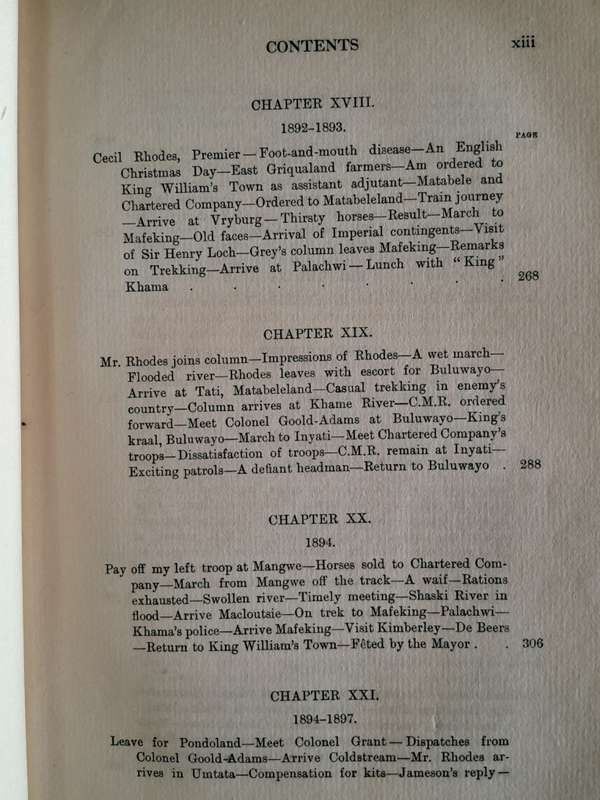 CONTENTS xiii
CHAPTER XVIII.
1892–1893.
PAGE
Cecil Rhodes, Premier—Foot-and-mouth disease—An English
Christmas Day—East Griqualand farmers—Am ordered to
King William's Town as assistant adjutant—Matabele and
Chartered Company—Ordered to Matabeleland—Train journey
—Arrive at Vryburg—Thirsty horses—Result—March to
Mafeking—Old faces—Arrival of Imperial contingents—Visit
of Sir Henry Loch—Grey's column leaves Mafeking—Remarks
on Trekking—Arrive at Palachwi—Lunch with "King"
Khama . . . . . . . . 268
CHAPTER XIX.
Mr. Rhodes joins column—Impressions of Rhodes—A wet march—
Flooded river—Rhodes leaves with escort for Buluwayo—
Arrive at Tati, Matabeleland—Casual trekking in enemy's
country—Column arrives at Khame River—C.M.R. ordered
forward—Meet Colonel Goold-Adams at Buluwayo—King's
kraal, Buluwayo—March to Inyati—Meet Chartered Company's
troops—Dissatisfaction of troops—C.M.R. remain at Inyati—
Exciting patrols—A defiant headman—Return to Buluwayo . 288
CHAPTER XX.
1894.
Pay off my left troop at Mangwe—Horses sold to Chartered Com-
pany—March from Mangwe off the track—A waif—Rations
exhausted—Swollen river—Timely meeting—Shaski River in
flood—Arrive Macloutsie—On trek to Mafeking—Palachwi—
Khama's police—Arrive Mafeking—Visit Kimberley—De Beers
—Return to King William's Town—Fêted by the Mayor . . 306
CHAPTER XXI.
1894–1897.
Leave for Pondoland—Meet Colonel Grant—Dispatches from
Colonel Goold-Adams—Arrive Coldstream—Mr. Rhodes ar-
rives in Umtata—Compensation for kits—Jameson's reply—